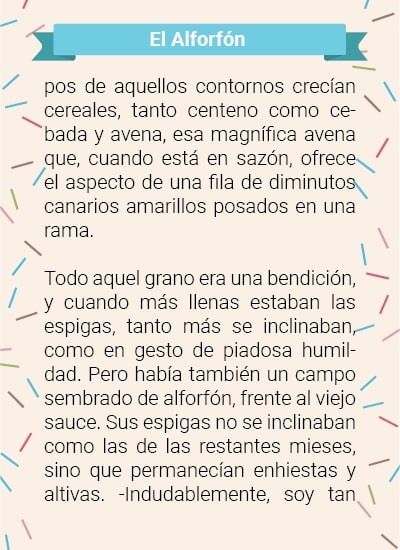 El Alforfón
pos de aquellos contornos crecían
cereales, tanto centeno como ce-
bada y avena, esa magnífica avena
que, cuando está en sazón, ofrece
el aspecto de una fila de diminutos
canarios amarillos posados en una
rama.
Todo aquel grano era una bendición,
y cuando más llenas estaban las
espigas, tanto más se inclinaban,
como en gesto de piadosa humil-
dad. Pero había también un campo
sembrado de alforfón, frente al viejo
sauce. Sus espigas no se inclinaban
como las de las restantes mieses,
sino que permanecían enhiestas y
altivas. -Indudablemente, soy tan